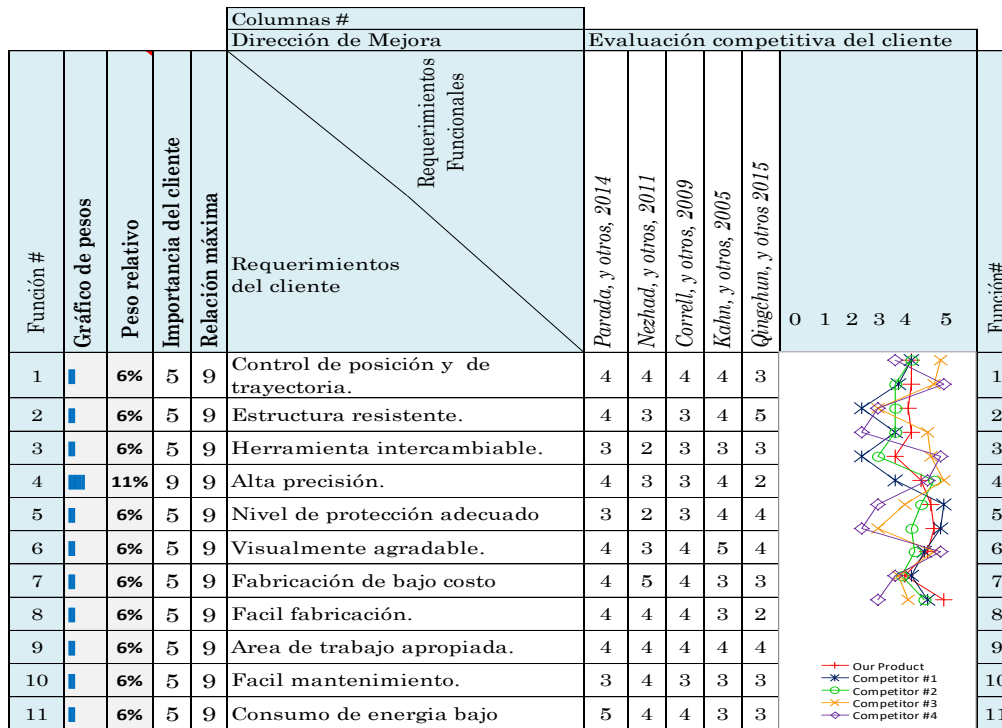 Columnas #
Dirección de Mejora
Evaluación competitiva del cliente
Función #
Gráfico de pesos
Peso relativo
Importancia del cliente
Relación máxima
Requerimientos
Funcionales
Requerimientos
del cliente
Parada, y otros, 2014
Nezhad, y otros, 2011
Correll, y otros, 2009
Kahn, y otros, 2005
Qingchun, y otros 2015
0 1 2 3 4 5
Función#
1 6% 5 9 Control de posición y de
trayectoria. 4 4 4 4 3 1
2 6% 5 9 Estructura resistente. 4 3 3 4 5 2
3 6% 5 9 Herramienta intercambiable. 3 2 3 3 3 3
4 11% 9 9 Alta precisión. 4 3 3 4 2 4
5 6% 5 9 Nivel de protección adecuado 3 2 3 4 4 5
6 6% 5 9 Visualmente agradable. 4 3 4 5 4 6
7 6% 5 9 Fabricación de bajo costo 4 5 4 3 3 7
8 6% 5 9 Facil fabricación. 4 4 4 3 2 8
9 6% 5 9 Area de trabajo apropiada. 4 4 4 4 4 9
10 6% 5 9 Facil mantenimiento. 3 4 3 3 3 10
11 6% 5 9 Consumo de energia bajo 5 4 4 3 3 11
Our Product
Competitor #1
Competitor #2
Competitor #3
Competitor #4